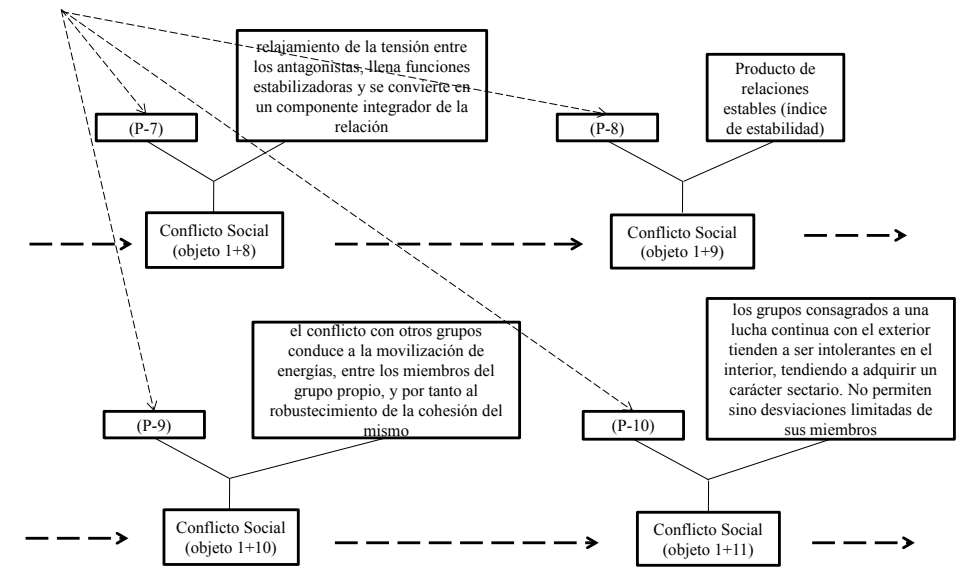 relajamiento de la tensión entre
los antagonistas, llena funciones
estabilizadoras y se convierte en
un componente integrador de la
relación
(P-7)
Producto de
relaciones
estables (índice
de estabilidad)
(P-8)
Conflicto Social
(objeto 1+8)
Conflicto Social
(objeto 1+9)
el conflicto con otros grupos
conduce a la movilización de
energías, entre los miembros del
grupo propio, y por tanto al
robustecimiento de la cohesión del
mismo
(P-9)
los grupos consagrados a una
lucha continua con el exterior
tienden a ser intolerantes en el
interior, tendiendo a adquirir un
carácter sectario. No permiten
sino desviaciones limitadas de
sus miembros
(P-10)
Conflicto Social
(objeto 1+10)
Conflicto Social
(objeto 1+11)